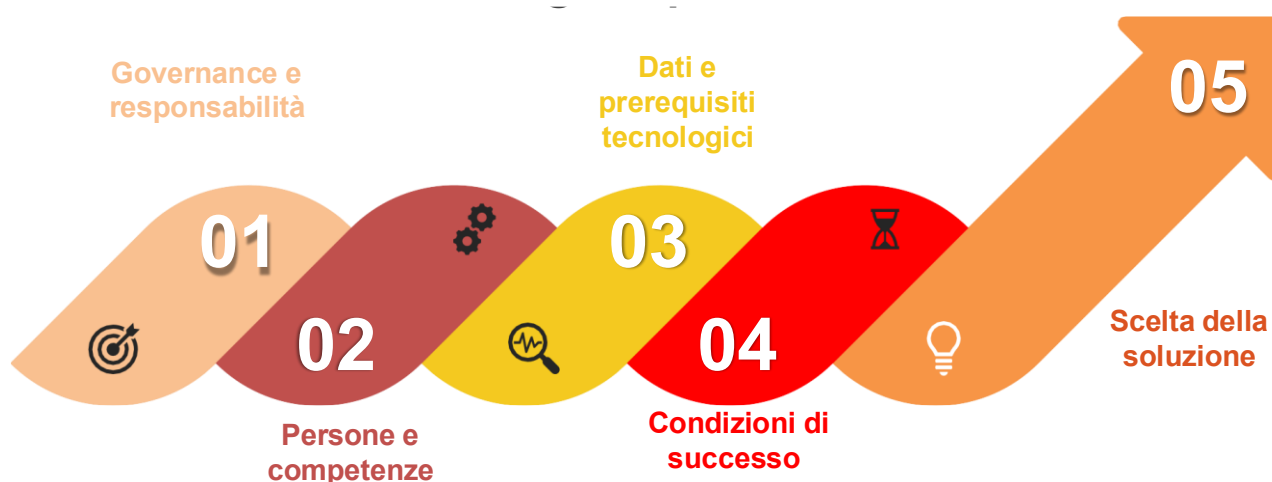 Governance e
responsabilità
01
02
Persone e
competenze
Dati e
prerequisiti
tecnologici
03
04
Condizioni di
successo
05
Scelta della
soluzione